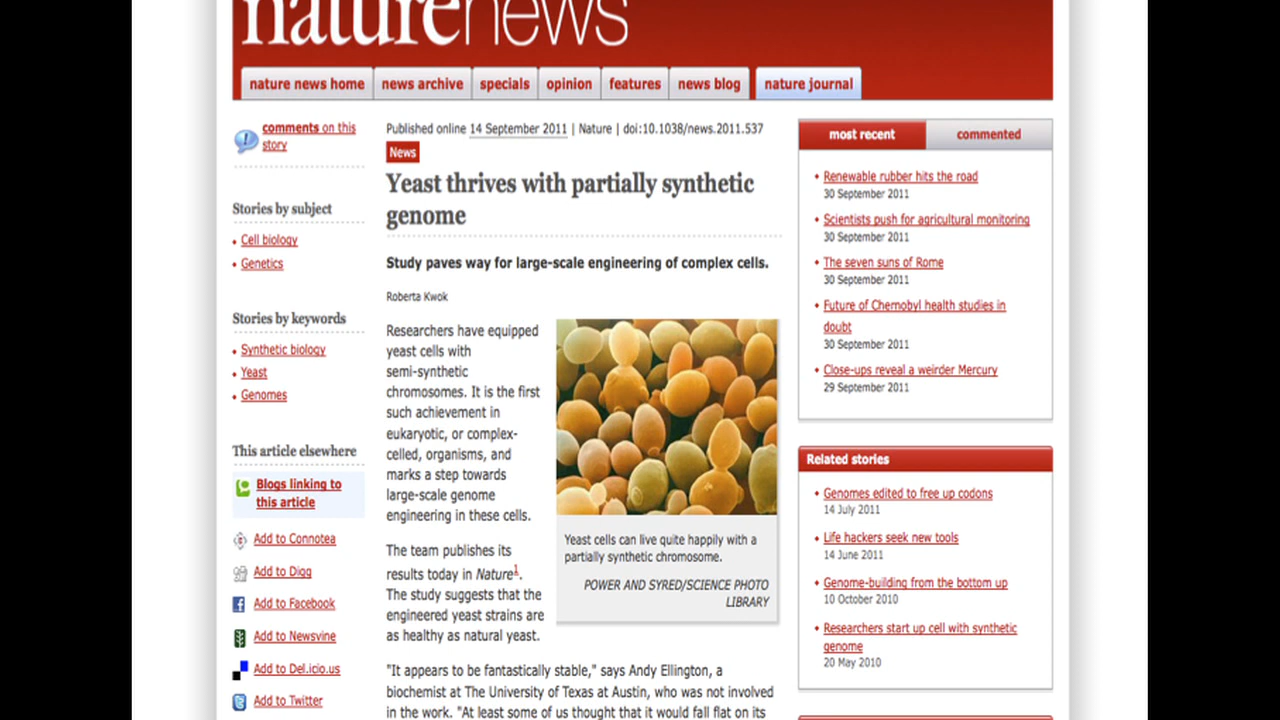 naturenews
nature news home
news archive
specials
opinion
features
news blog
nature journal
comments on this
story
Stories by subject
Cell biology
Genetics
Stories by keywords
Synthetic biology
Yeast
Genomes
This article elsewhere
Blogs linking to
this article
Add to Connotea
Add to Digg
Add to Facebook
Add to Newsvine
Add to Del.icio.us
Add to Twitter
Published online 14 September 2011 | Nature | doi:10.1038/news.2011.537
News
Yeast thrives with partially synthetic
genome
Study paves way for large-scale engineering of complex cells.
Roberta Kwok
Researchers have equipped
yeast cells with
semi-synthetic
chromosomes. It is the first
such achievement in
eukaryotic, or complex-
celled, organisms, and
marks a step towards
large-scale genome
engineering in these cells.
The team publishes its
results today in Nature1.
The study suggests that the
engineered yeast strains are
as healthy as natural yeast.
Yeast cells can live quite happily with a
partially synthetic chromosome.
POWER AND SYRED/SCIENCE PHOTO
LIBRARY
"It appears to be fantastically stable," says Andy Ellington, a
biochemist at The University of Texas at Austin, who was not involved
in the work. "At least some of us thought that it would fall flat on its
most recent
commented
Renewable rubber hits the road
30 September 2011
Scientists push for agricultural monitoring
30 September 2011
The seven suns of Rome
30 September 2011
Future of Chernobyl health studies in
doubt
30 September 2011
Close-ups reveal a weirder Mercury
29 September 2011
Related stories
Genomes edited to free up codons
14 July 2011
Life hackers seek new tools
14 June 2011
Genome-building from the bottom up
10 October 2010
Researchers start up cell with synthetic
genome
20 May 2010